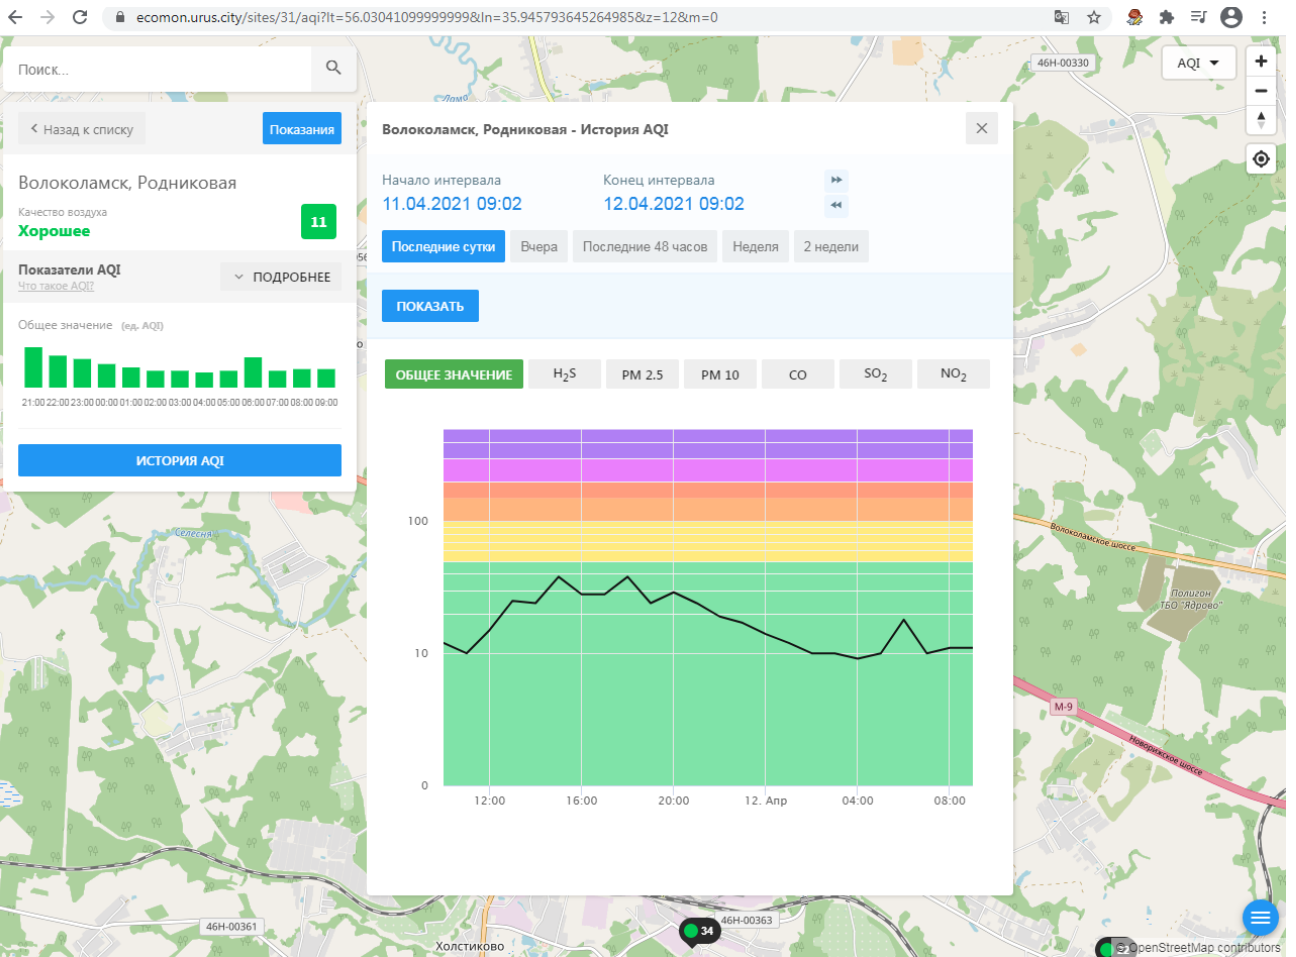 ecomon.urus.city/sites/31/aqi?lt=56.03041099999999&ln=35.945793645264985&z=12&m=0
Поиск...
46Н-00330
AQI
Лама
Назад к списку
Показания
Волоколамск, Родниковая - История AQI
Волоколамск, Родниковая
Качество воздуха
Хорошее
11
Начало интервала
Конец интервала
11.04.2021 09:02
12.04.2021 09:02
Последние сутки
Вчера
Последние 48 часов
Неделя
2 недели
Показатели AQI
Что такое AQI?
ПОДРОБНЕЕ
ПОКАЗАТЬ
Общее значение (ед. AQI)
21:00 22:00 23:00 00:00 01:00 02:00 03:00 04:00 05:00 06:00 07:00 08:00 09:00
ИСТОРИЯ AQI
ОБЩЕЕ ЗНАЧЕНИЕ
H₂S
PM 2.5
PM 10
CO
SO₂
NO₂
100
10
0
12:00
16:00
20:00
12. Апр
04:00
08:00
Селесня
Волоколамское шоссе
Полигон
ТБО "Ядрово"
М-9
Новорижское шоссе
46Н-00361
Холстиково
34
46Н-00363
22
© OpenStreetMap contributors